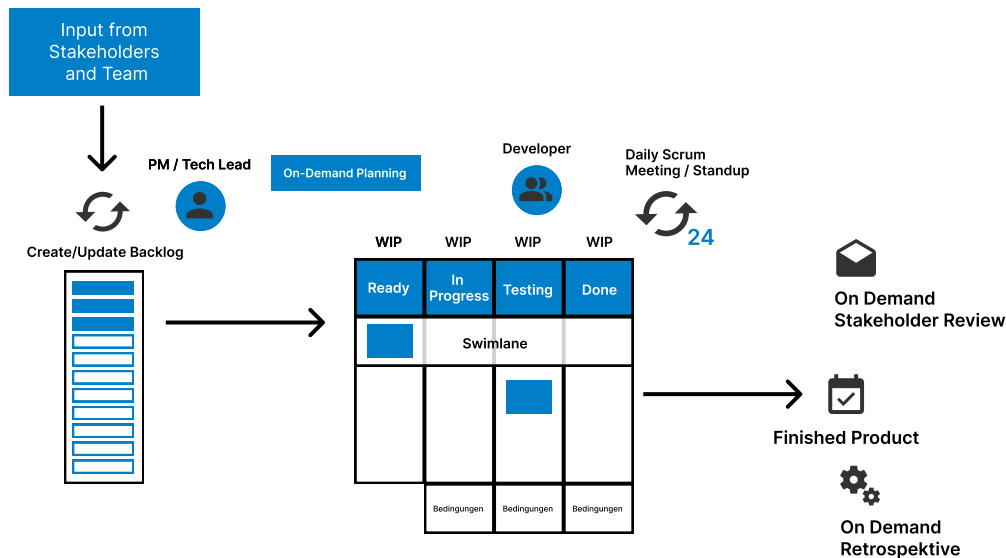 Input from
Stakeholders
and Team
PM / Tech Lead
On-Demand Planning
Developer
Daily Scrum
Meeting / Standup
24
Create/Update Backlog
WIP
WIP
WIP
WIP
Ready
In
Progress
Testing
Done
Swimlane
Bedingungen
Bedingungen
Bedingungen
On Demand
Stakeholder Review
Finished Product
On Demand
Retrospektive